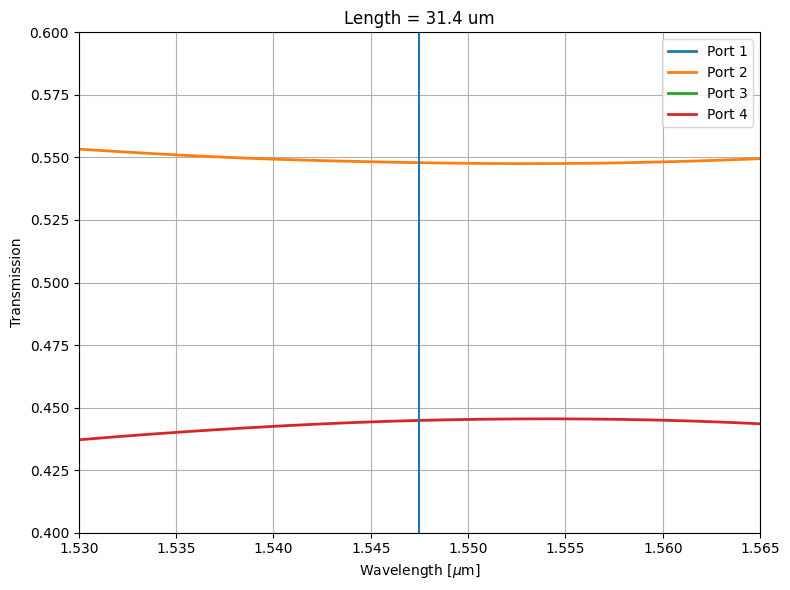 Length = 31.4 um
0.600
0.575
0.550
0.525
0.500
0.475
0.450
0.425
0.400
Transmission
Port 1
Port 2
Port 3
Port 4
1.530 1.535 1.540 1.545 1.550 1.555 1.560 1.565
Wavelength [μm]